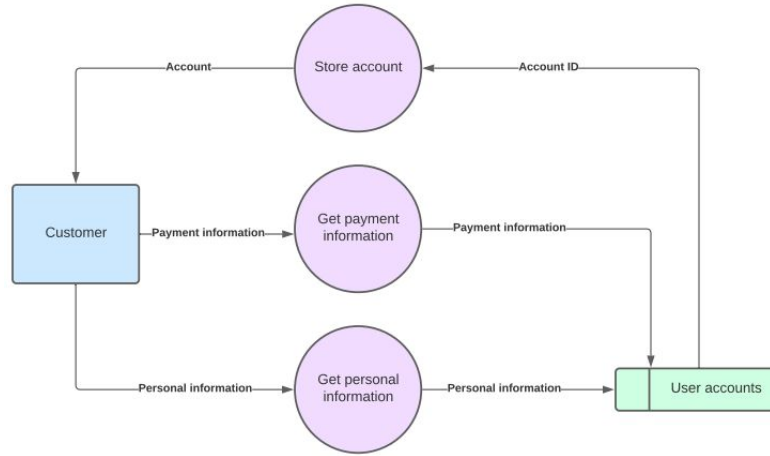 Store account
Account
Account ID
Customer
Payment information
Get payment
information
Payment information
Personal information
Get personal
information
Personal information
User accounts